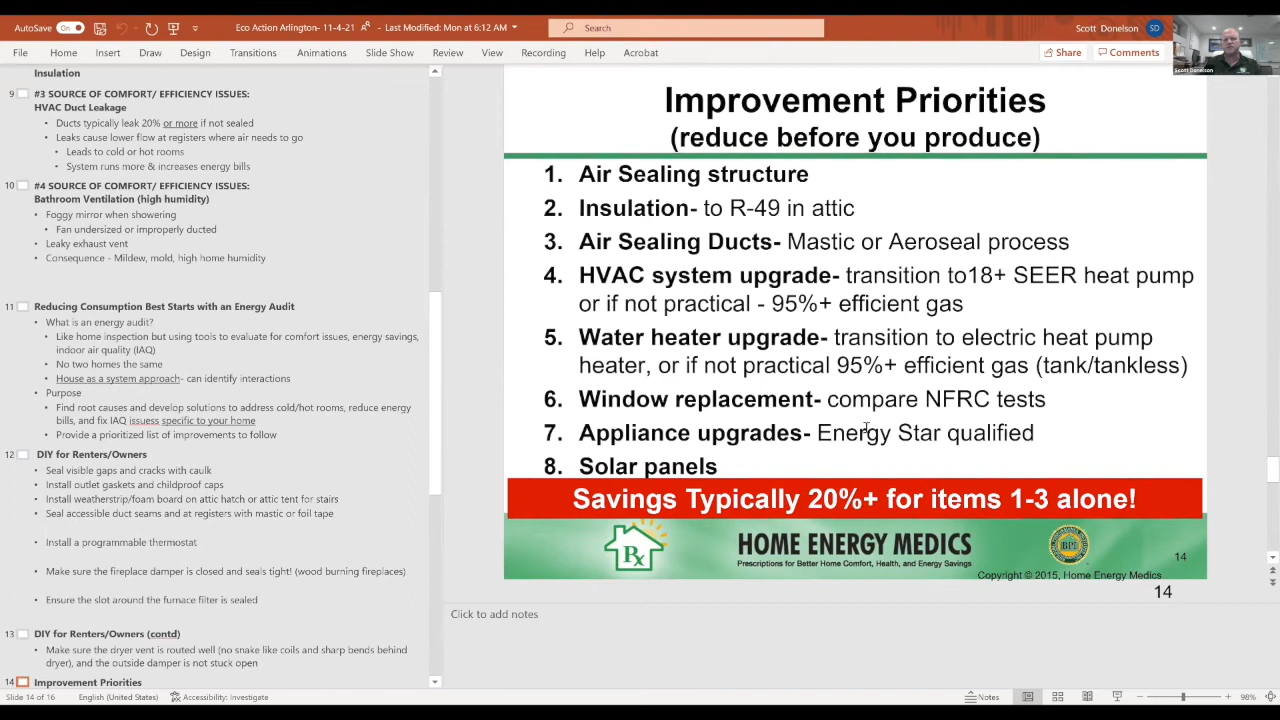 AutoSave On Eco Action Arlington- 11-4-21 - Last Modified: Mon at 6:12 AM Search Scott Donelson SD
File Home Insert Draw Design Transitions Animations Slide Show Review View Recording Help Acrobat Share Comments
Scott Donelson
Insulation
9 #3 SOURCE OF COMFORT/ EFFICIENCY ISSUES:
HVAC Duct Leakage
• Ducts typically leak 20% or more if not sealed
• Leaks cause lower flow at registers where air needs to go
• Leads to cold or hot rooms
• System runs more & increases energy bills
10 #4 SOURCE OF COMFORT/ EFFICIENCY ISSUES:
Bathroom Ventilation (high humidity)
• Foggy mirror when showering
• Fan undersized or improperly ducted
• Leaky exhaust vent
• Consequence - Mildew, mold, high home humidity
11 Reducing Consumption Best Starts with an Energy Audit
• What is an energy audit?
• Like home inspection but using tools to evaluate for comfort issues, energy savings,
indoor air quality (IAQ)
• No two homes the same
• House as a system approach- can identify interactions
• Purpose
• Find root causes and develop solutions to address cold/hot rooms, reduce energy
bills, and fix IAQ issuess specific to your home
• Provide a prioritized list of improvements to follow
12 DIY for Renters/Owners
• Seal visible gaps and cracks with caulk
• Install outlet gaskets and childproof caps
• Install weatherstrip/foam board on attic hatch or attic tent for stairs
• Seal accessible duct seams and at registers with mastic or foil tape
• Install a programmable thermostat
• Make sure the fireplace damper is closed and seals tight! (wood burning fireplaces)
• Ensure the slot around the furnace filter is sealed
13 DIY for Renters/Owners (contd)
• Make sure the dryer vent is routed well (no snake like coils and sharp bends behind
dryer), and the outside damper is not stuck open
14 Improvement Priorities
Improvement Priorities
(reduce before you produce)
1. Air Sealing structure
2. Insulation- to R-49 in attic
3. Air Sealing Ducts- Mastic or Aeroseal process
4. HVAC system upgrade- transition to18+ SEER heat pump
or if not practical - 95%+ efficient gas
5. Water heater upgrade- transition to electric heat pump
heater, or if not practical 95%+ efficient gas (tank/tankless)
6. Window replacement- compare NFRC tests
7. Appliance upgrades- Energy Star qualified
8. Solar panels
Savings Typically 20%+ for items 1-3 alone!
Rx HOME ENERGY MEDICS BPI
Prescriptions for Better Home Comfort, Health, and Energy Savings
14
Copyright © 2015, Home Energy Medics
14
Click to add notes
Slide 14 of 16 English (United States) Accessibility: Investigate Notes 98%